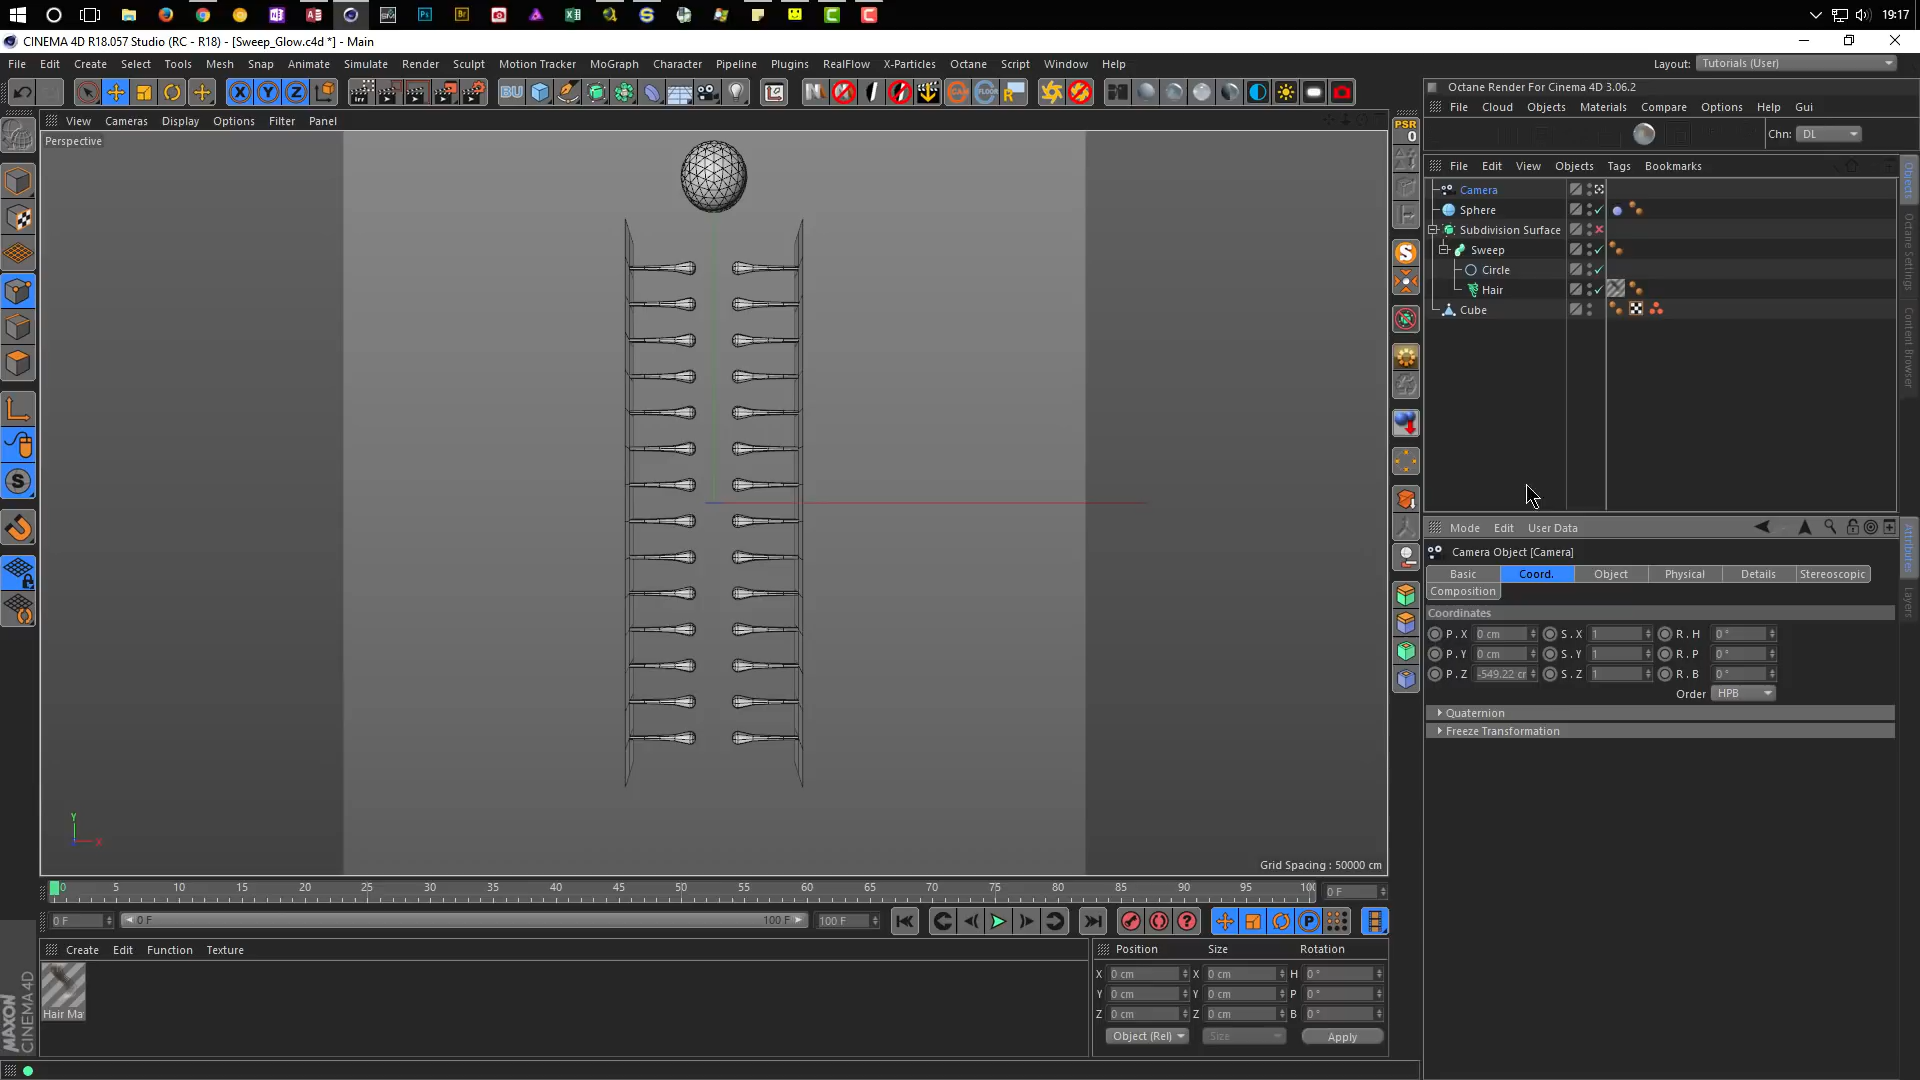 19:17
CINEMA 4D R18.057 Studio (RC - R18) - [Sweep_Glow.c4d *] - Main
File Edit Create Select Tools Mesh Snap Animate Simulate Render Sculpt Motion Tracker MoGraph Character Pipeline Plugins RealFlow X-Particles Octane Script Window Help Layout: Tutorials (User)
Octane Render For Cinema 4D 3.06.2
File Cloud Objects Materials Compare Options Help Gui
View Cameras Display Options Filter Panel
Chn: DL
Perspective
File Edit View Objects Tags Bookmarks
Camera
Sphere
Subdivision Surface
Sweep
Circle
Hair
Cube
Objects
Octane Settings
Content Browser
Mode Edit User Data
Camera Object [Camera]
Basic Coord. Object Physical Details Stereoscopic
Composition
Coordinates
P . X 0 cm S . X 1 R . H 0 °
P . Y 0 cm S . Y 1 R . P 0 °
P . Z -549.22 cr S . Z 1 R . B 0 °
Order HPB
Quaternion
Freeze Transformation
Attributes
Layers
PSR
0
Y
X
Grid Spacing : 50000 cm
0 5 10 15 20 25 30 35 40 45 50 55 60 65 70 75 80 85 90 95 100 0 F
0 F 0 F 100 F 100 F
Create Edit Function Texture
Hair Ma
Position Size Rotation
X 0 cm X 0 cm H 0 °
Y 0 cm Y 0 cm P 0 °
Z 0 cm Z 0 cm B 0 °
Object (Rel) Size Apply
MAXON
CINEMA 4D